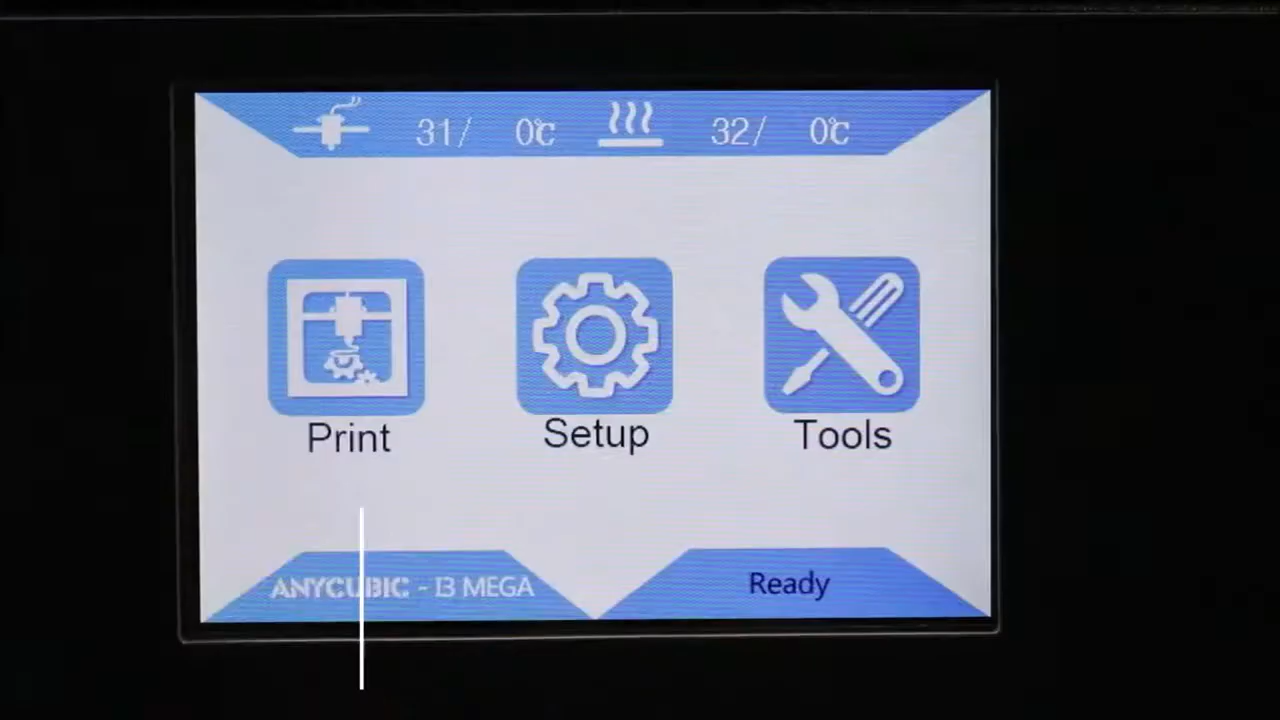 31/ 0℃ 32/ 0℃
Print Setup Tools
ANYCUBIC - I3 MEGA Ready